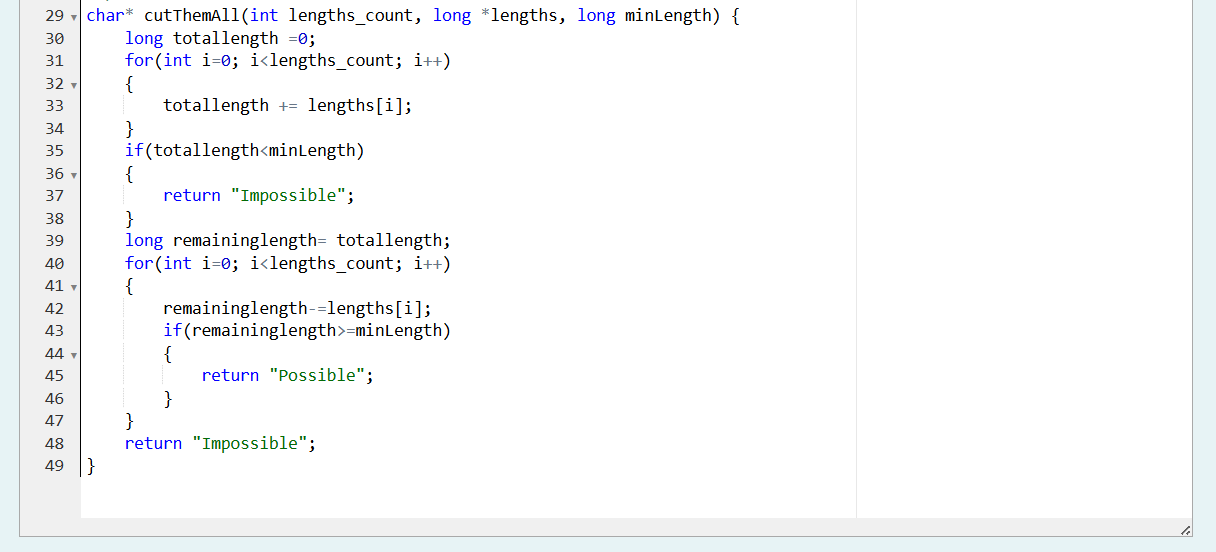 29 char* cutThemAll(int lengths_count, long *lengths, long minLength) {
30     long totallength =0;
31     for(int i=0; i<lengths_count; i++)
32     {
33         totallength += lengths[i];
34     }
35     if(totallength<minLength)
36     {
37         return "Impossible";
38     }
39     long remaininglength= totallength;
40     for(int i=0; i<lengths_count; i++)
41     {
42         remaininglength-=lengths[i];
43         if(remaininglength>=minLength)
44         {
45             return "Possible";
46         }
47     }
48     return "Impossible";
49 }